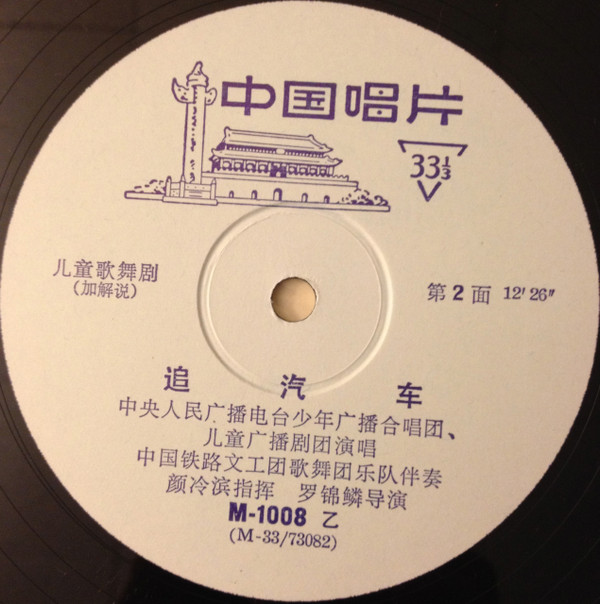 中国唱片
33⅓
儿童歌舞剧
(加解说)
第2面 12′26″
追汽车
中央人民广播电台少年广播合唱团、
儿童广播剧团演唱
中国铁路文工团歌舞团乐队伴奏
颜冷滨指挥 罗锦鳞导演
M-1008 乙
(M-33/73082)